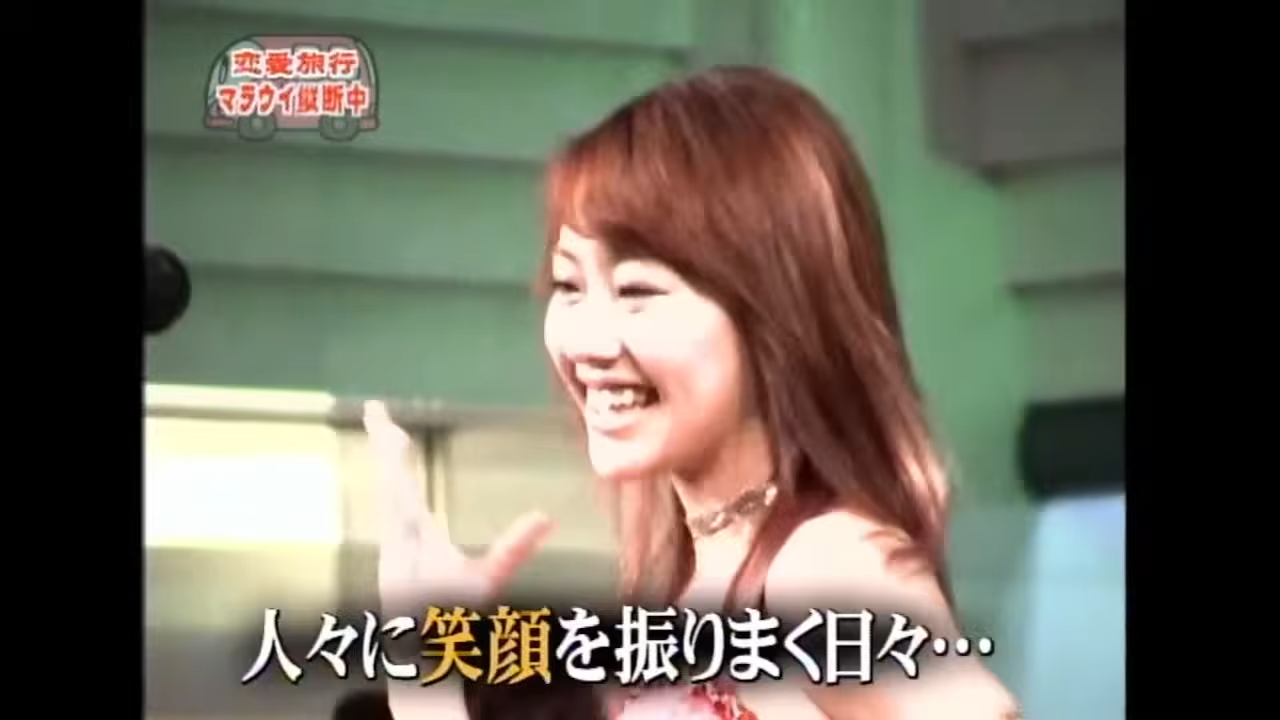 恋愛旅行
マラウイ縦断中
人々に笑顔を振りまく日々…